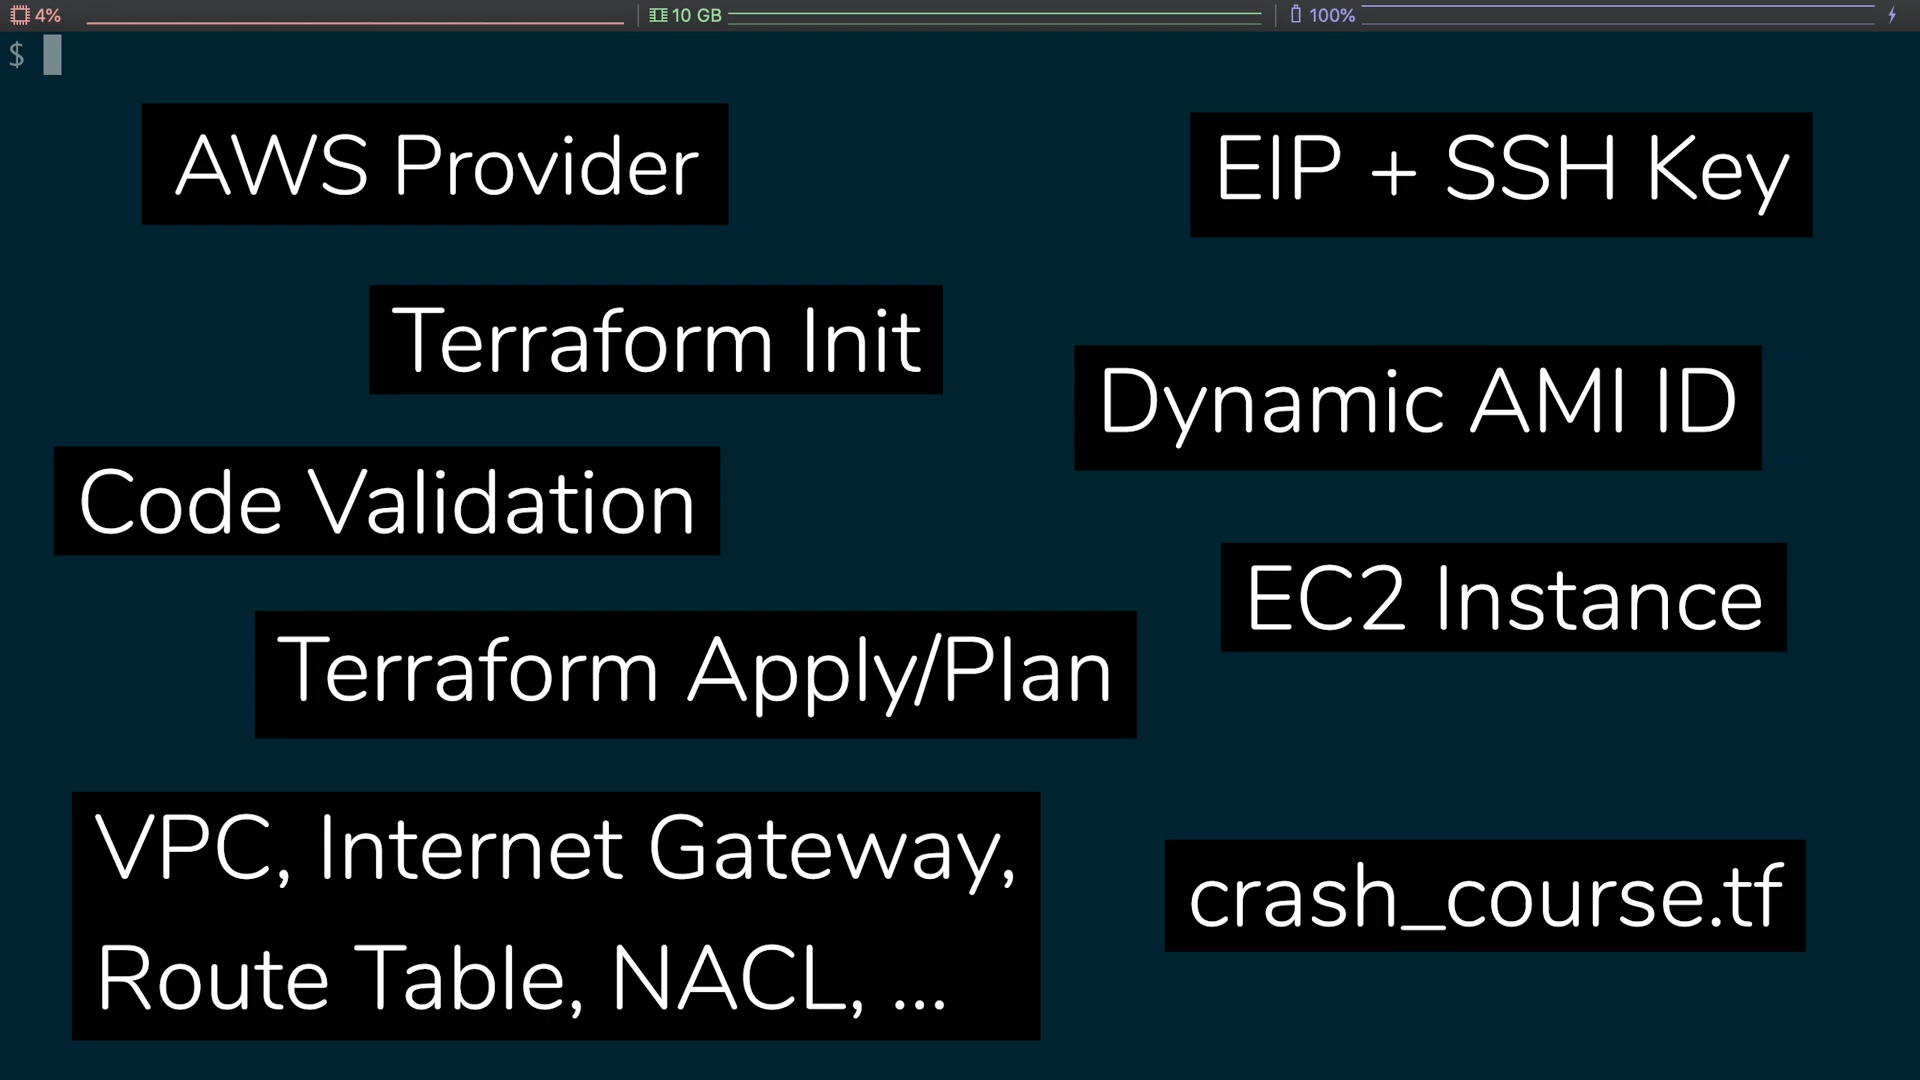 4%
10 GB
100%
$
AWS Provider
EIP + SSH Key
Terraform Init
Dynamic AMI ID
Code Validation
EC2 Instance
Terraform Apply/Plan
VPC, Internet Gateway,
Route Table, NACL, ...
crash_course.tf